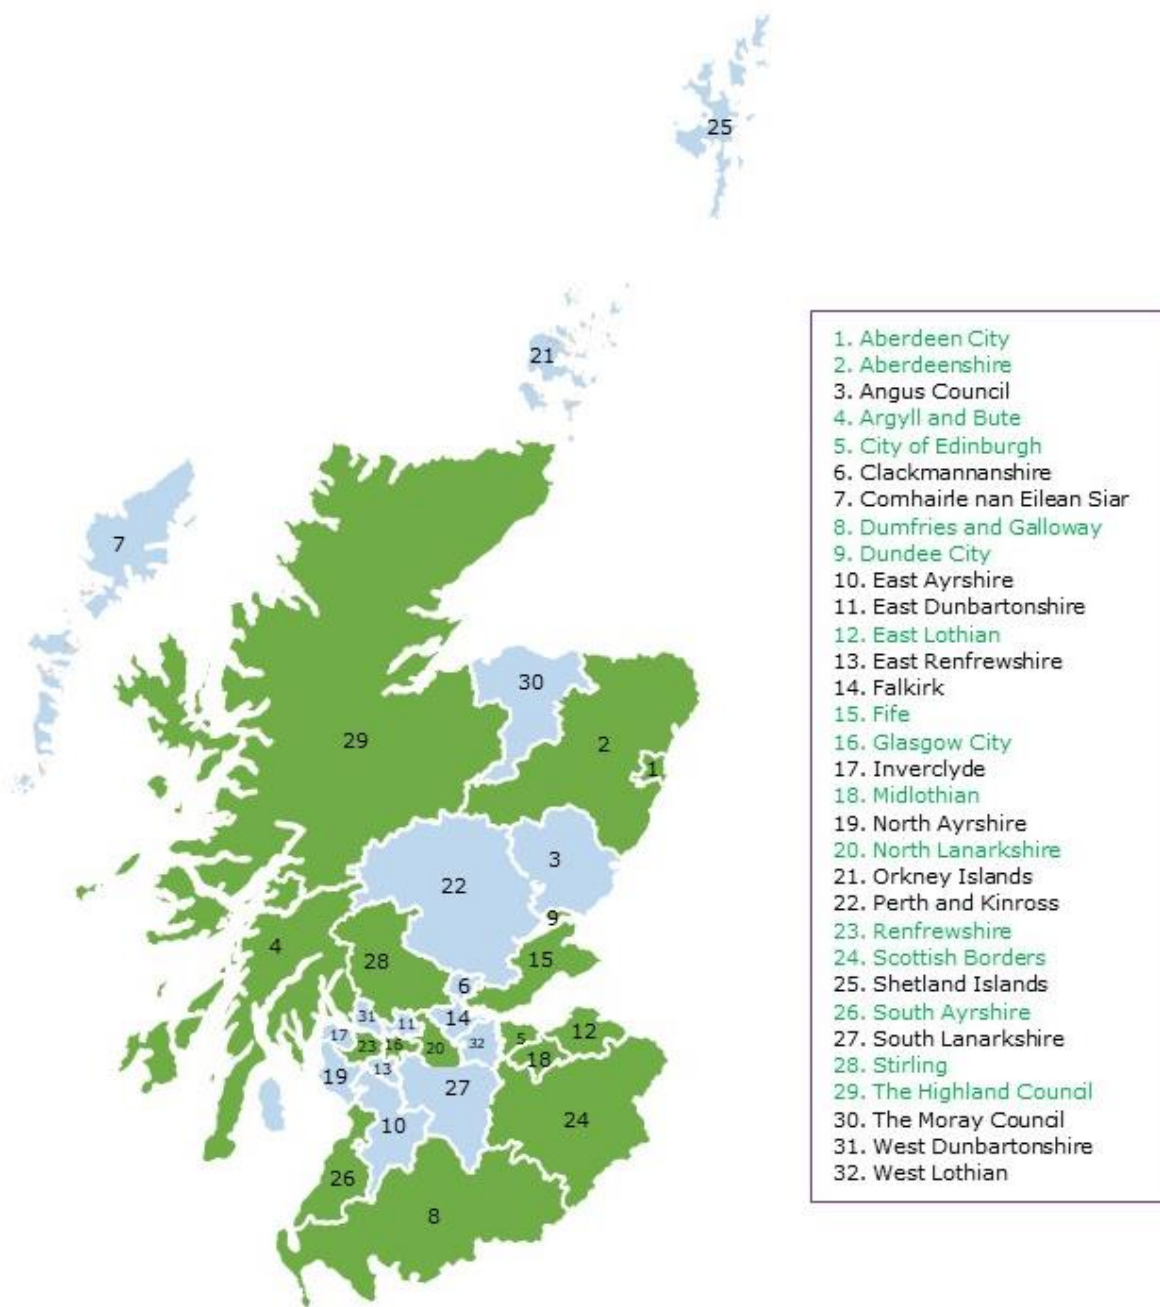 25
21
7
30
29
2
1
3
22
9
4
28
15
6
31
14
17
11
12
5
23
16
20
32
18
13
19
27
10
24
26
8
1. Aberdeen City
2. Aberdeenshire
3. Angus Council
4. Argyll and Bute
5. City of Edinburgh
6. Clackmannanshire
7. Comhairle nan Eilean Siar
8. Dumfries and Galloway
9. Dundee City
10. East Ayrshire
11. East Dunbartonshire
12. East Lothian
13. East Renfrewshire
14. Falkirk
15. Fife
16. Glasgow City
17. Inverclyde
18. Midlothian
19. North Ayrshire
20. North Lanarkshire
21. Orkney Islands
22. Perth and Kinross
23. Renfrewshire
24. Scottish Borders
25. Shetland Islands
26. South Ayrshire
27. South Lanarkshire
28. Stirling
29. The Highland Council
30. The Moray Council
31. West Dunbartonshire
32. West Lothian